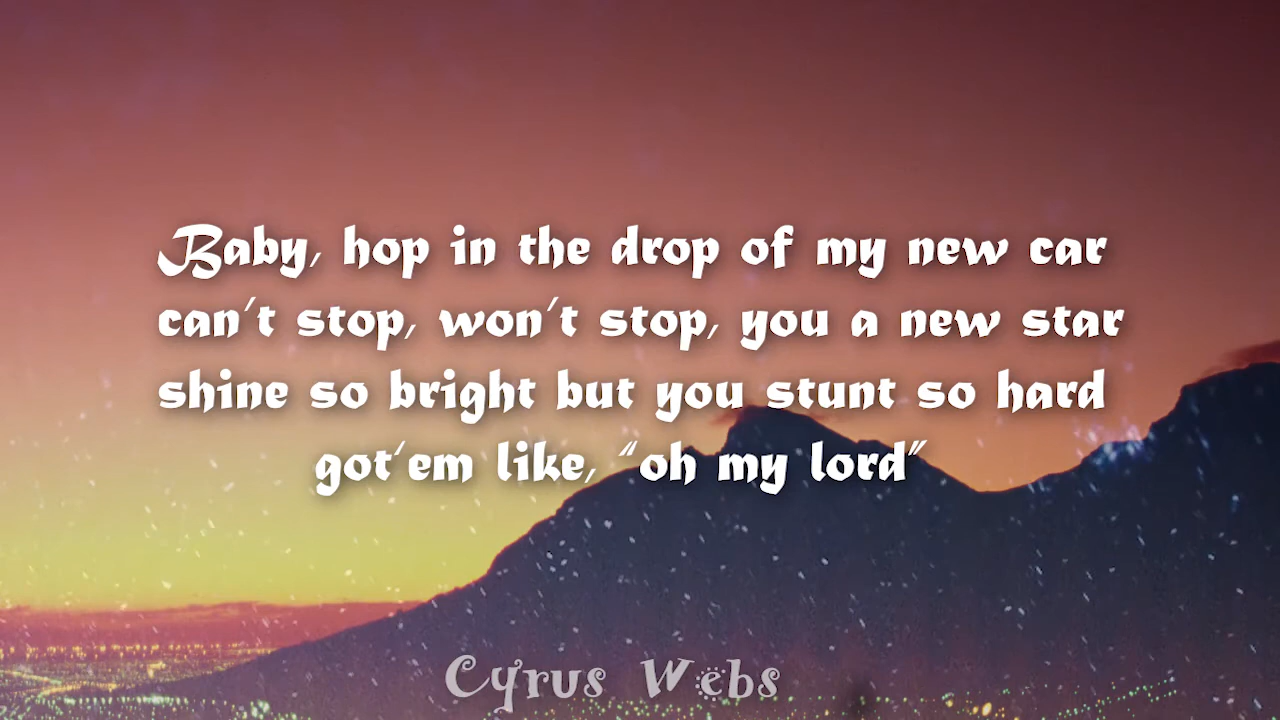 Baby, hop in the drop of my new car
can't stop, won't stop, you a new star
shine so bright but you stunt so hard
got'em like, "oh my lord"
Cyrus Webs